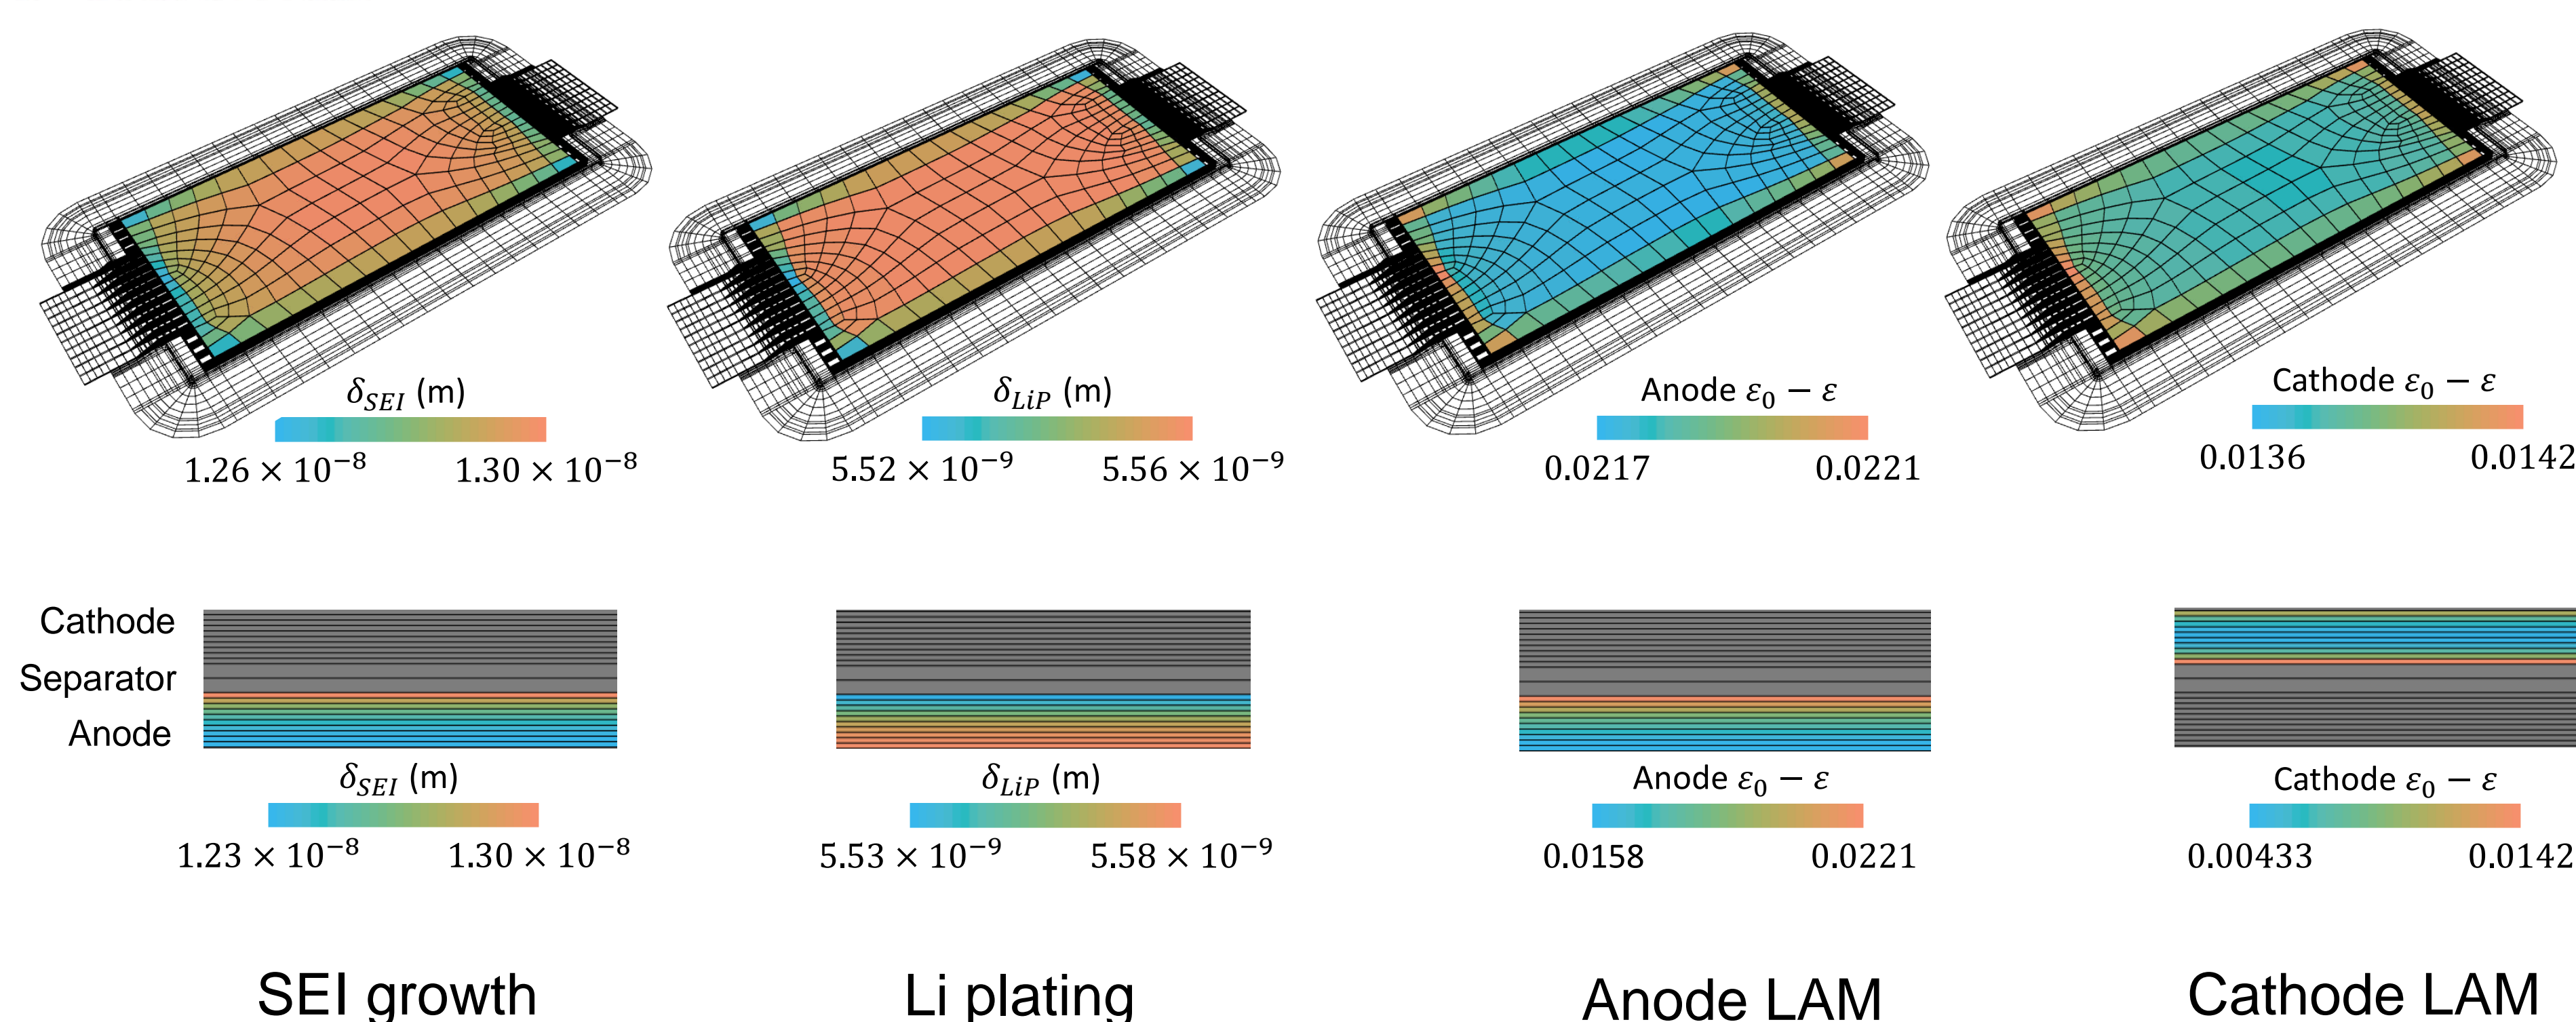 δ_SEI (m)
1.26 × 10⁻⁸ 1.30 × 10⁻⁸
δ_LiP (m)
5.52 × 10⁻⁹ 5.56 × 10⁻⁹
Anode ε₀ − ε
0.0217 0.0221
Cathode ε₀ − ε
0.0136 0.0142
Cathode
Separator
Anode
δ_SEI (m)
1.23 × 10⁻⁸ 1.30 × 10⁻⁸
δ_LiP (m)
5.53 × 10⁻⁹ 5.58 × 10⁻⁹
Anode ε₀ − ε
0.0158 0.0221
Cathode ε₀ − ε
0.00433 0.0142
SEI growth
Li plating
Anode LAM
Cathode LAM